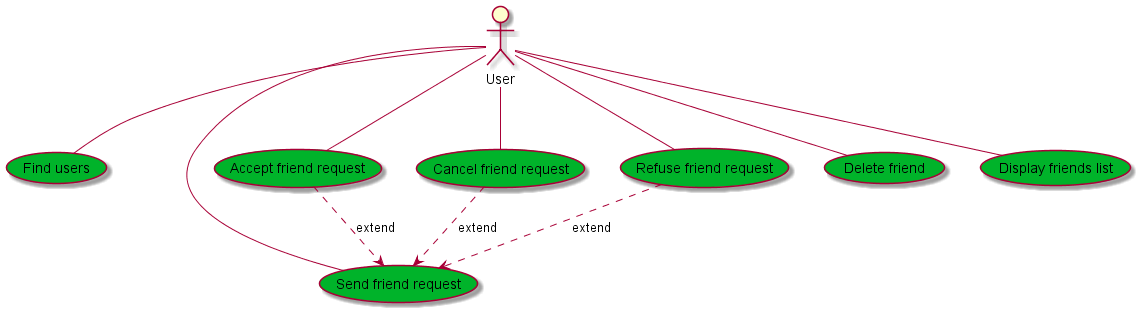 User
Find users
Accept friend request
Cancel friend request
Refuse friend request
Delete friend
Display friends list
extend
extend
extend
Send friend request